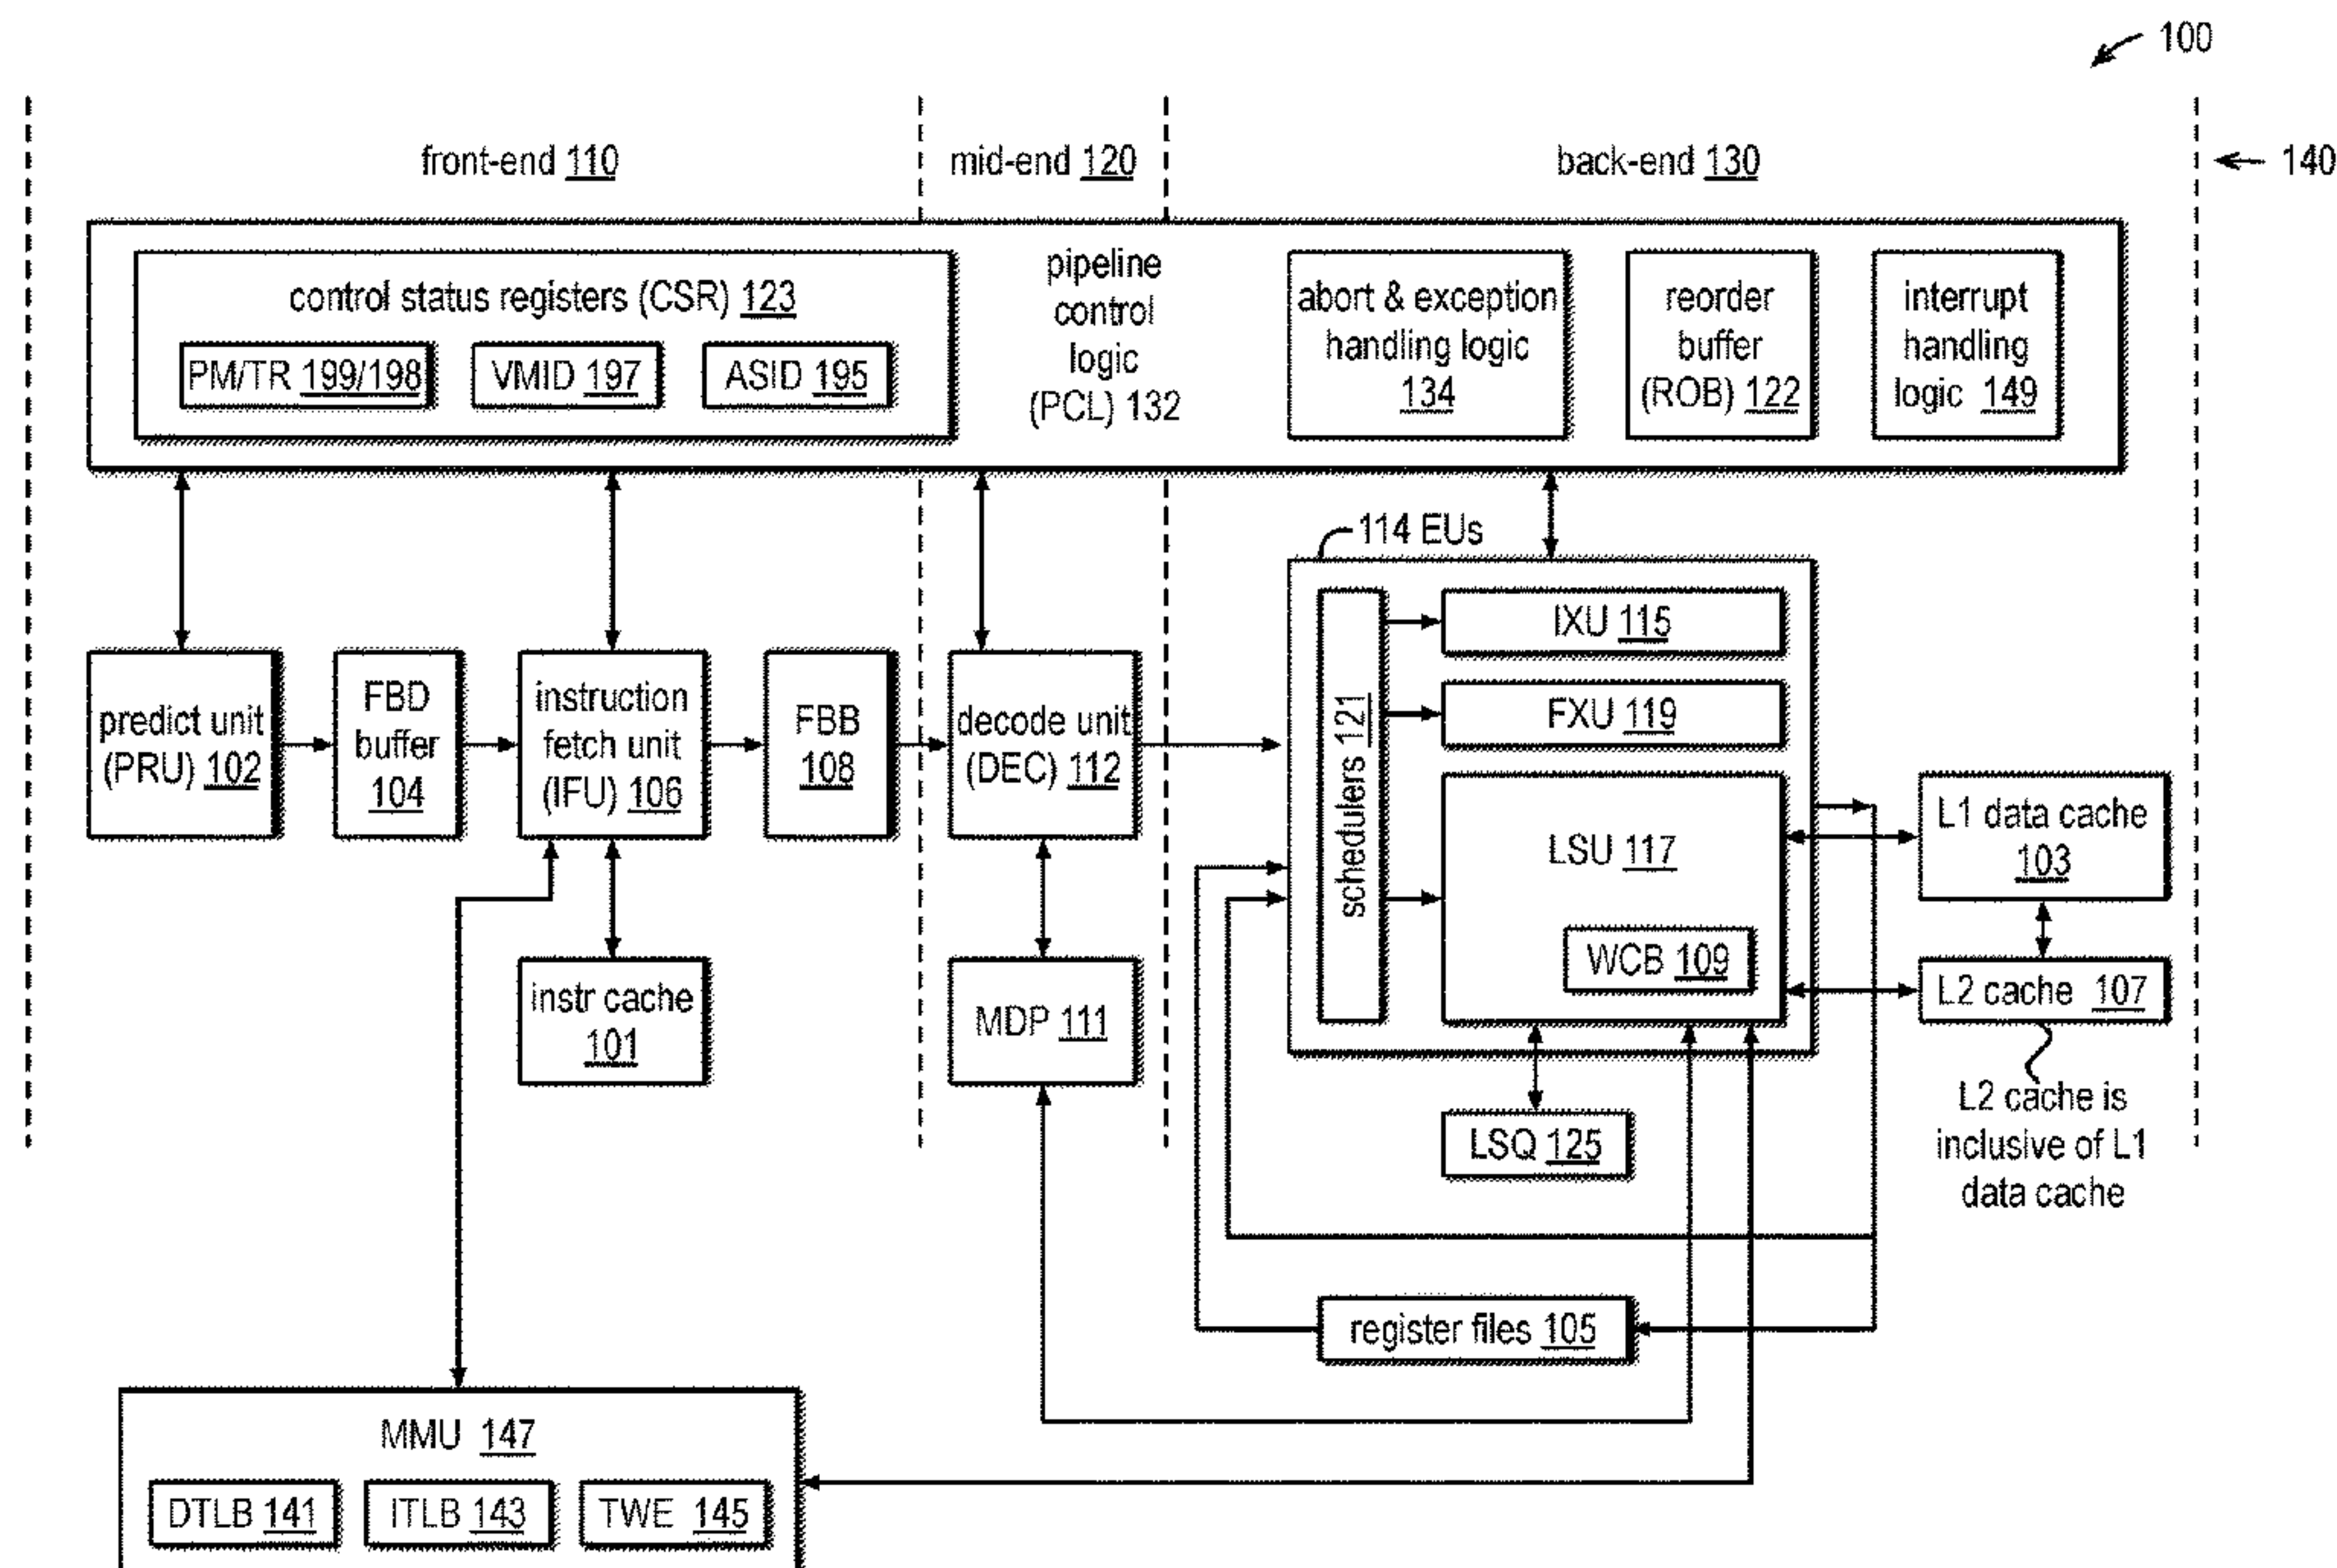 100
front-end 110
mid-end 120
back-end 130
140
control status registers (CSR) 123
PM/TR 199/198
VMID 197
ASID 195
pipeline
control
logic
(PCL) 132
abort & exception
handling logic
134
reorder
buffer
(ROB) 122
interrupt
handling
logic 149
114 EUs
predict unit
(PRU) 102
FBD
buffer
104
instruction
fetch unit
(IFU) 106
FBB
108
decode unit
(DEC) 112
schedulers 121
IXU 115
FXU 119
LSU 117
WCB 109
L1 data cache
103
L2 cache 107
L2 cache is
inclusive of L1
data cache
instr cache
101
MDP 111
LSQ 125
register files 105
MMU 147
DTLB 141
ITLB 143
TWE 145